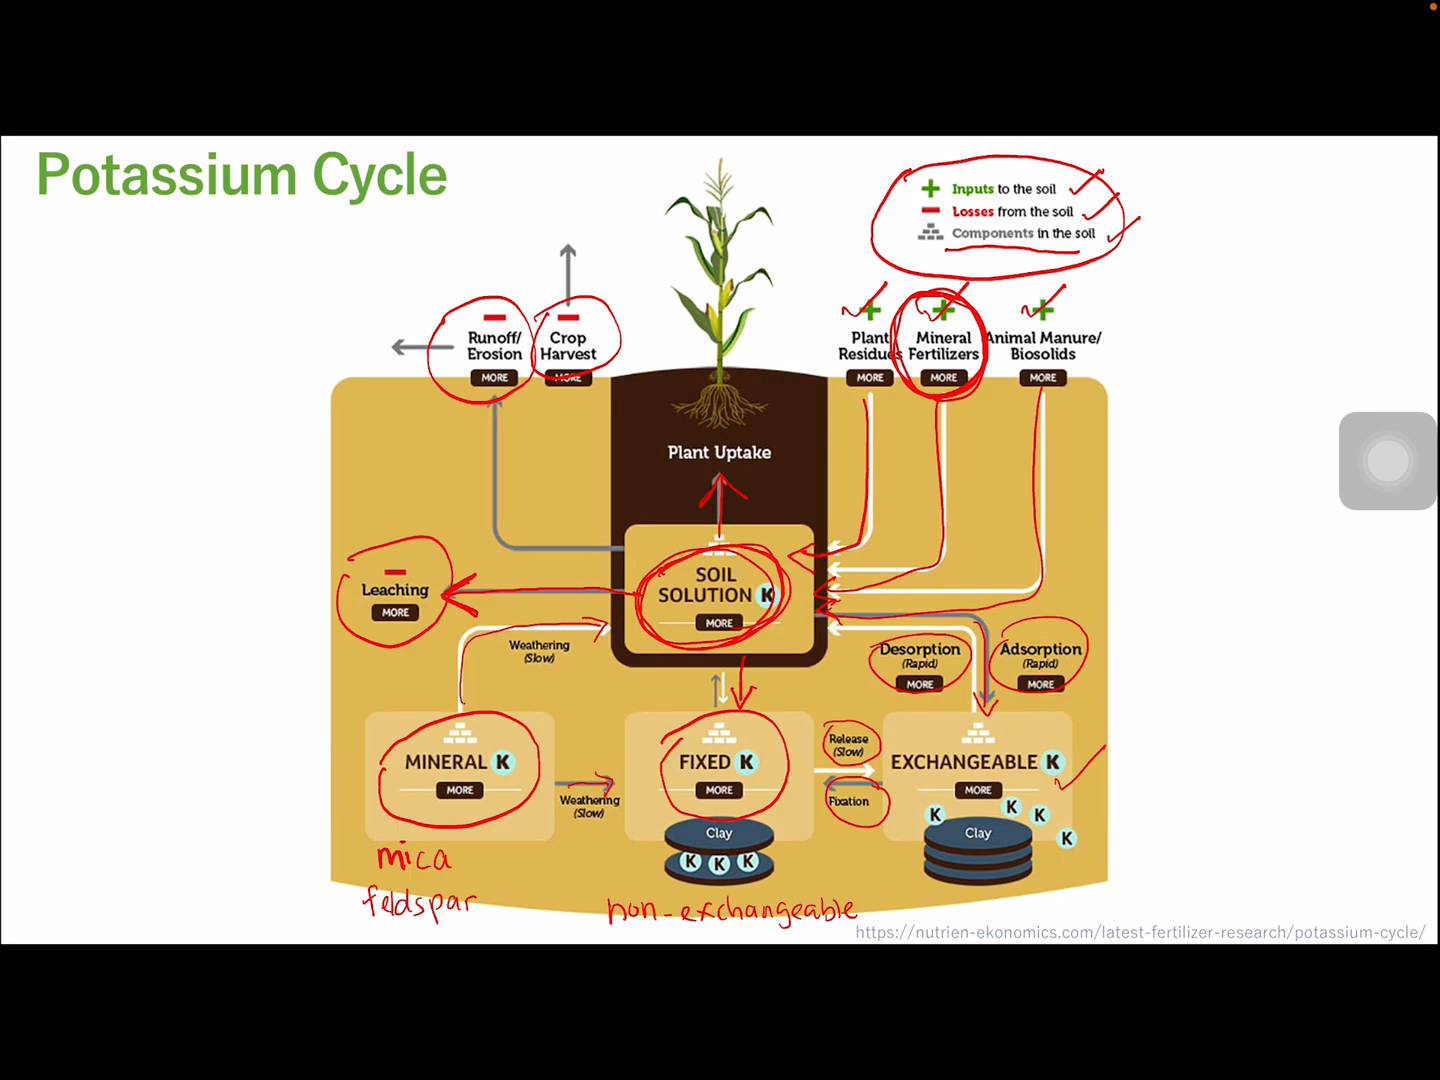 Potassium Cycle
Inputs to the soil
Losses from the soil
Components in the soil
Runoff/
Erosion
MORE
Crop
Harvest
MORE
Plant
Residues
MORE
Mineral
Fertilizers
MORE
Animal Manure/
Biosolids
MORE
Plant Uptake
Leaching
MORE
SOIL
SOLUTION K
MORE
Weathering
(Slow)
Desorption
(Rapid)
MORE
Adsorption
(Rapid)
MORE
MINERAL K
MORE
Weathering
(Slow)
FIXED K
MORE
Release
(Slow)
Fixation
EXCHANGEABLE K
MORE
Clay
K K K
Clay
K K K K
mica
feldspar
non-exchangeable
https://nutrien-ekonomics.com/latest-fertilizer-research/potassium-cycle/